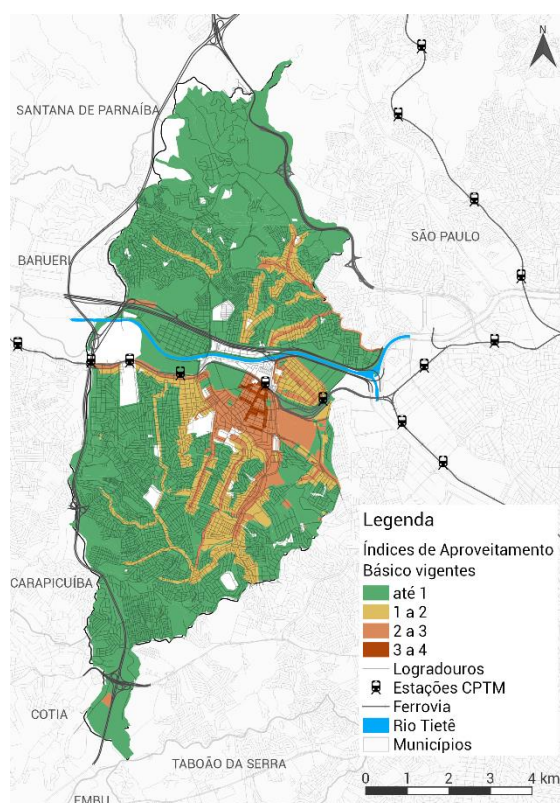 N
SANTANA DE PARNAÍBA
SÃO PAULO
BARUERI
CARAPICUÍBA
COTIA
TABOÃO DA SERRA
EMBU
Legenda
Índices de Aproveitamento
Básico vigentes
até 1
1 a 2
2 a 3
3 a 4
Logradouros
Estações CPTM
Ferrovia
Rio Tietê
Municípios
0 1 2 3 4 km